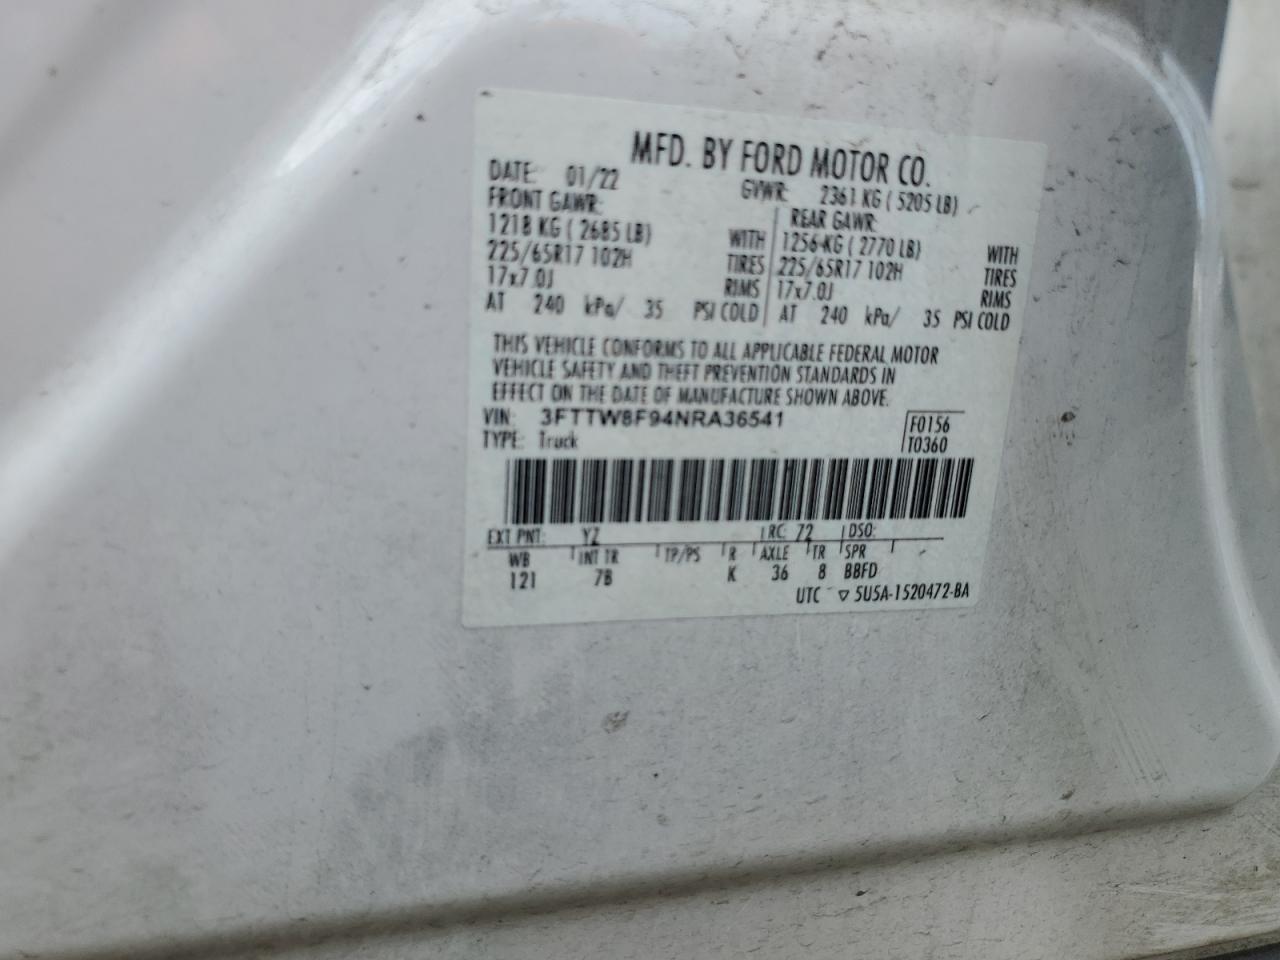 MFD. BY FORD MOTOR CO.
DATE: 01/22 GVWR: 2361 KG ( 5205 LB)
FRONT GAWR: REAR GAWR:
1218 KG ( 2685 LB) WITH 1256 KG ( 2770 LB) WITH
225/65R17 102H TIRES 225/65R17 102H TIRES
17x7.0J RIMS 17x7.0J RIMS
AT 240 kPa/ 35 PSI COLD AT 240 kPa/ 35 PSI COLD
THIS VEHICLE CONFORMS TO ALL APPLICABLE FEDERAL MOTOR
VEHICLE SAFETY AND THEFT PREVENTION STANDARDS IN
EFFECT ON THE DATE OF MANUFACTURE SHOWN ABOVE.
VIN: 3FTTW8F94NRA36541 F0156
TYPE: Truck T0360
EXT PNT: YZ RC: 72 DSO:
WB INT TR TP/PS R AXLE TR SPR
121 7B K 36 8 BBFD
UTC ▽ 5U5A-1520472-BA